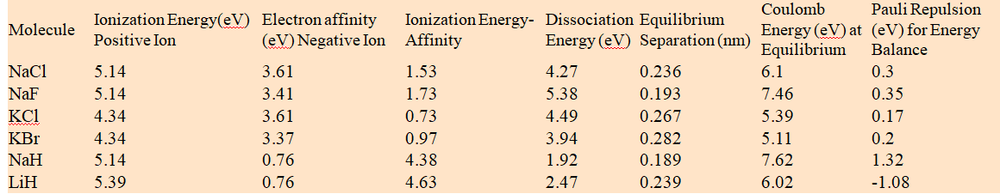 Molecule Ionization Energy(eV) Positive Ion Electron affinity (eV) Negative Ion Ionization Energy-Affinity Dissociation Energy (eV) Equilibrium Separation (nm) Coulomb Energy (eV) at Equilibrium Pauli Repulsion (eV) for Energy Balance
NaCl 5.14 3.61 1.53 4.27 0.236 6.1 0.3
NaF 5.14 3.41 1.73 5.38 0.193 7.46 0.35
KCl 4.34 3.61 0.73 4.49 0.267 5.39 0.17
KBr 4.34 3.37 0.97 3.94 0.282 5.11 0.2
NaH 5.14 0.76 4.38 1.92 0.189 7.62 1.32
LiH 5.39 0.76 4.63 2.47 0.239 6.02 -1.08